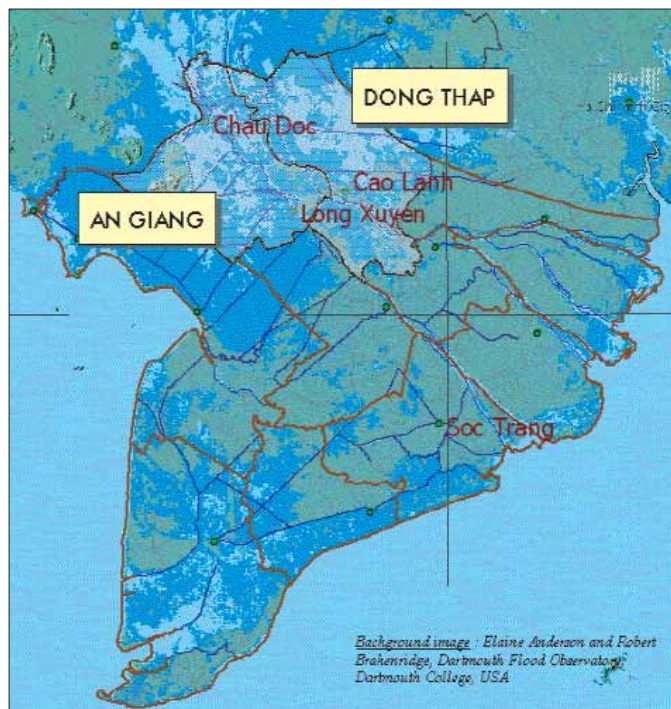 DONG THAP
Chau Doc
Cao Lanh
AN GIANG
Long Xuyen
Soc Trang
Background image : Elaine Anderson and Robert
Brakenridge, Dartmouth Flood Observatory,
Dartmouth College, USA